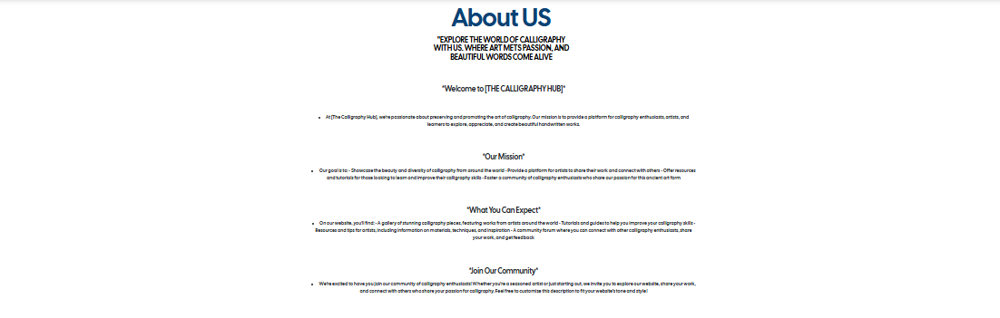 About US
"EXPLORE THE WORLD OF CALLIGRAPHY
WITH US. WHERE ART METS PASSION, AND
BEAUTIFUL WORDS COME ALIVE
"Welcome to [THE CALLIGRAPHY HUB]"
• At [The Calligraphy Hub], we're passionate about preserving and promoting the art of calligraphy. Our mission is to provide a platform for calligraphy enthusiasts, artists, and
learners to explore, appreciate, and create beautiful handwritten works.
"Our Mission"
• Our goal is to: - Showcase the beauty and diversity of calligraphy from around the world - Provide a platform for artists to share their work and connect with others - Offer resources
and tutorials for those looking to learn and improve their calligraphy skills - Foster a community of calligraphy enthusiasts who share our passion for this ancient art form
"What You Can Expect"
• On our website, you'll find: - A gallery of stunning calligraphy pieces, featuring works from artists around the world - Tutorials and guides to help you improve your calligraphy skills -
Resources and tips for artists, including information on materials, techniques, and inspiration - A community forum where you can connect with other calligraphy enthusiasts, share
your work, and get feedback
"Join Our Community"
• We're excited to have you join our community of calligraphy enthusiasts! Whether you're a seasoned artist or just starting out, we invite you to explore our website, share your work,
and connect with others who share your passion for calligraphy. Feel free to customize this description to fit your website's tone and style!